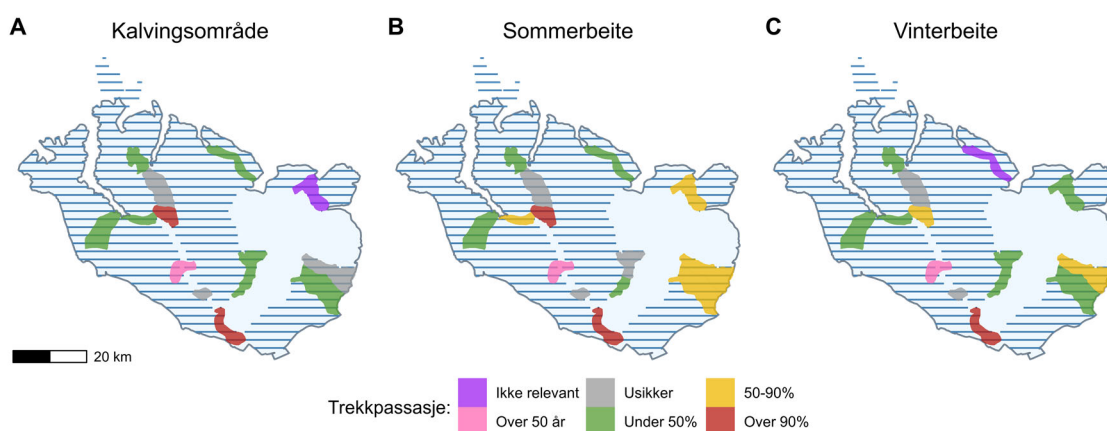 A Kalvingsområde
B Sommerbeite
C Vinterbeite
20 km
Trekkpassasje:
Ikke relevant
Over 50 år
Usikker
Under 50%
50-90%
Over 90%